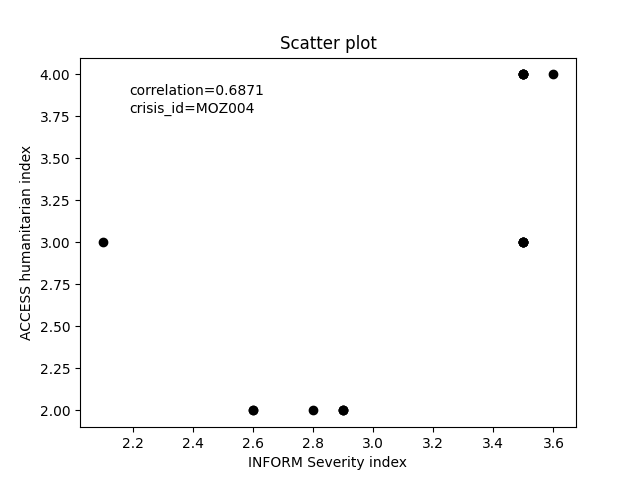 Scatter plot
correlation=0.6871
crisis_id=MOZ004
ACCESS humanitarian index
4.00
3.75
3.50
3.25
3.00
2.75
2.50
2.25
2.00
2.2 2.4 2.6 2.8 3.0 3.2 3.4 3.6
INFORM Severity index